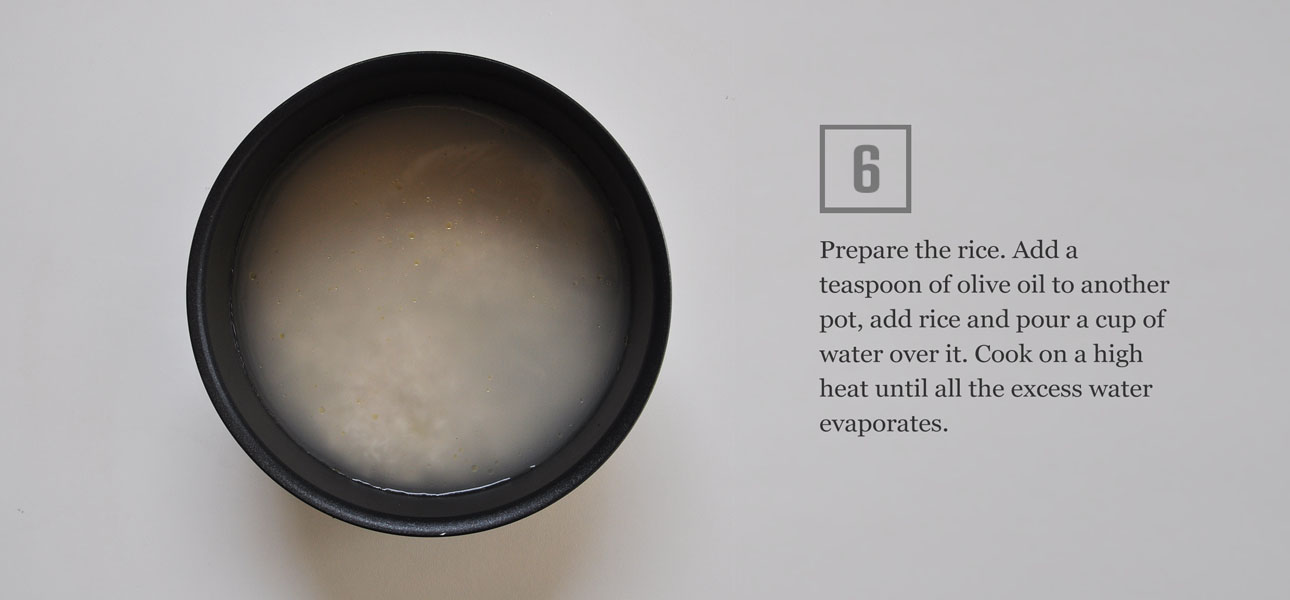 6
Prepare the rice. Add a
teaspoon of olive oil to another
pot, add rice and pour a cup of
water over it. Cook on a high
heat until all the excess water
evaporates.